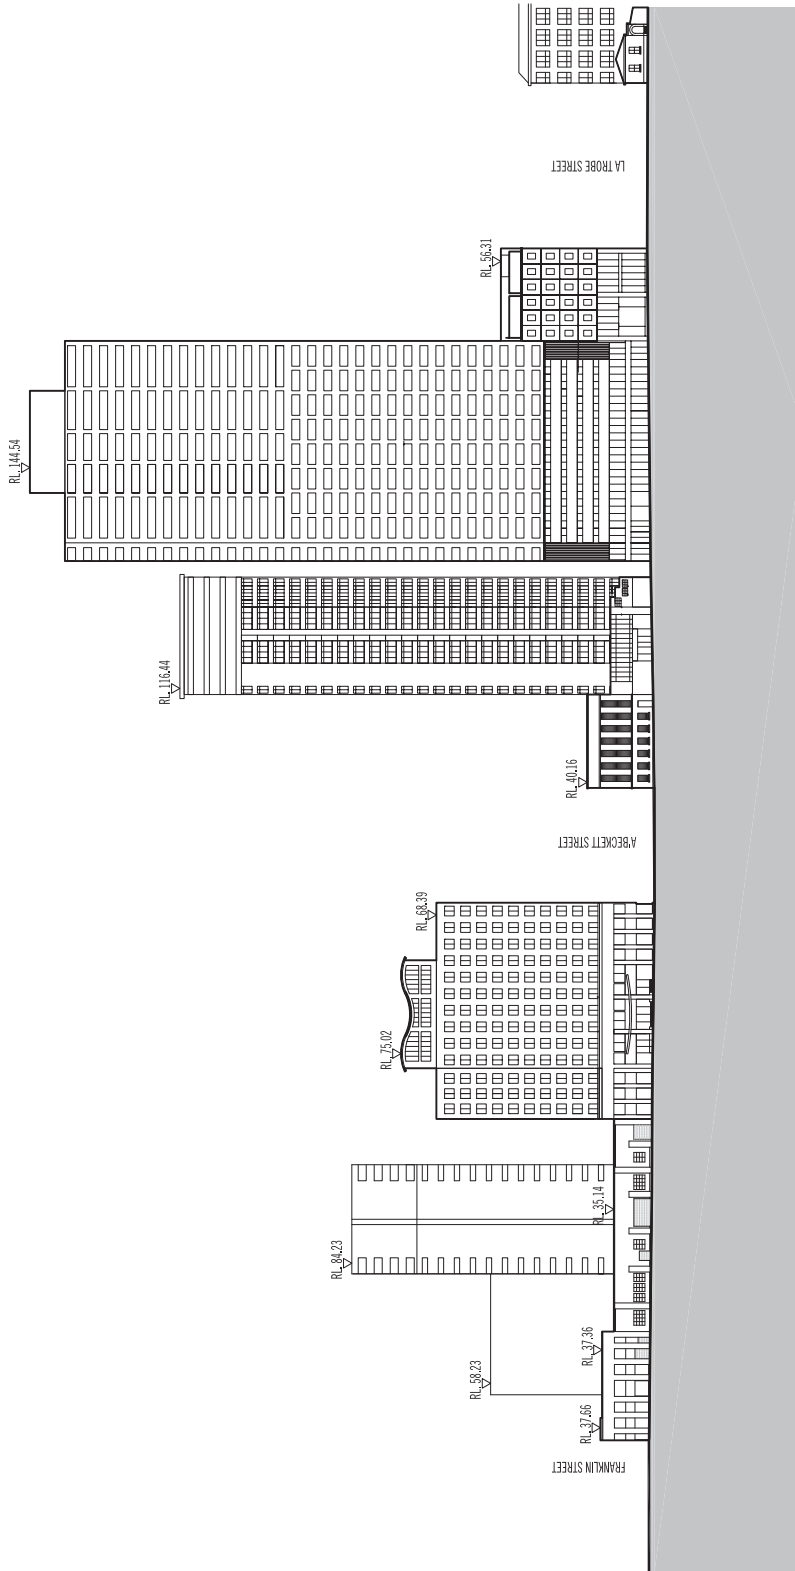 LA TROBE STREET
RL. 56.31
RL. 144.54
RL. 116.44
RL. 40.16
A'BECKETT STREET
RL. 68.39
RL. 75.02
RL. 35.14
RL. 84.23
RL. 37.36
RL. 58.23
RL. 37.66
FRANKLIN STREET